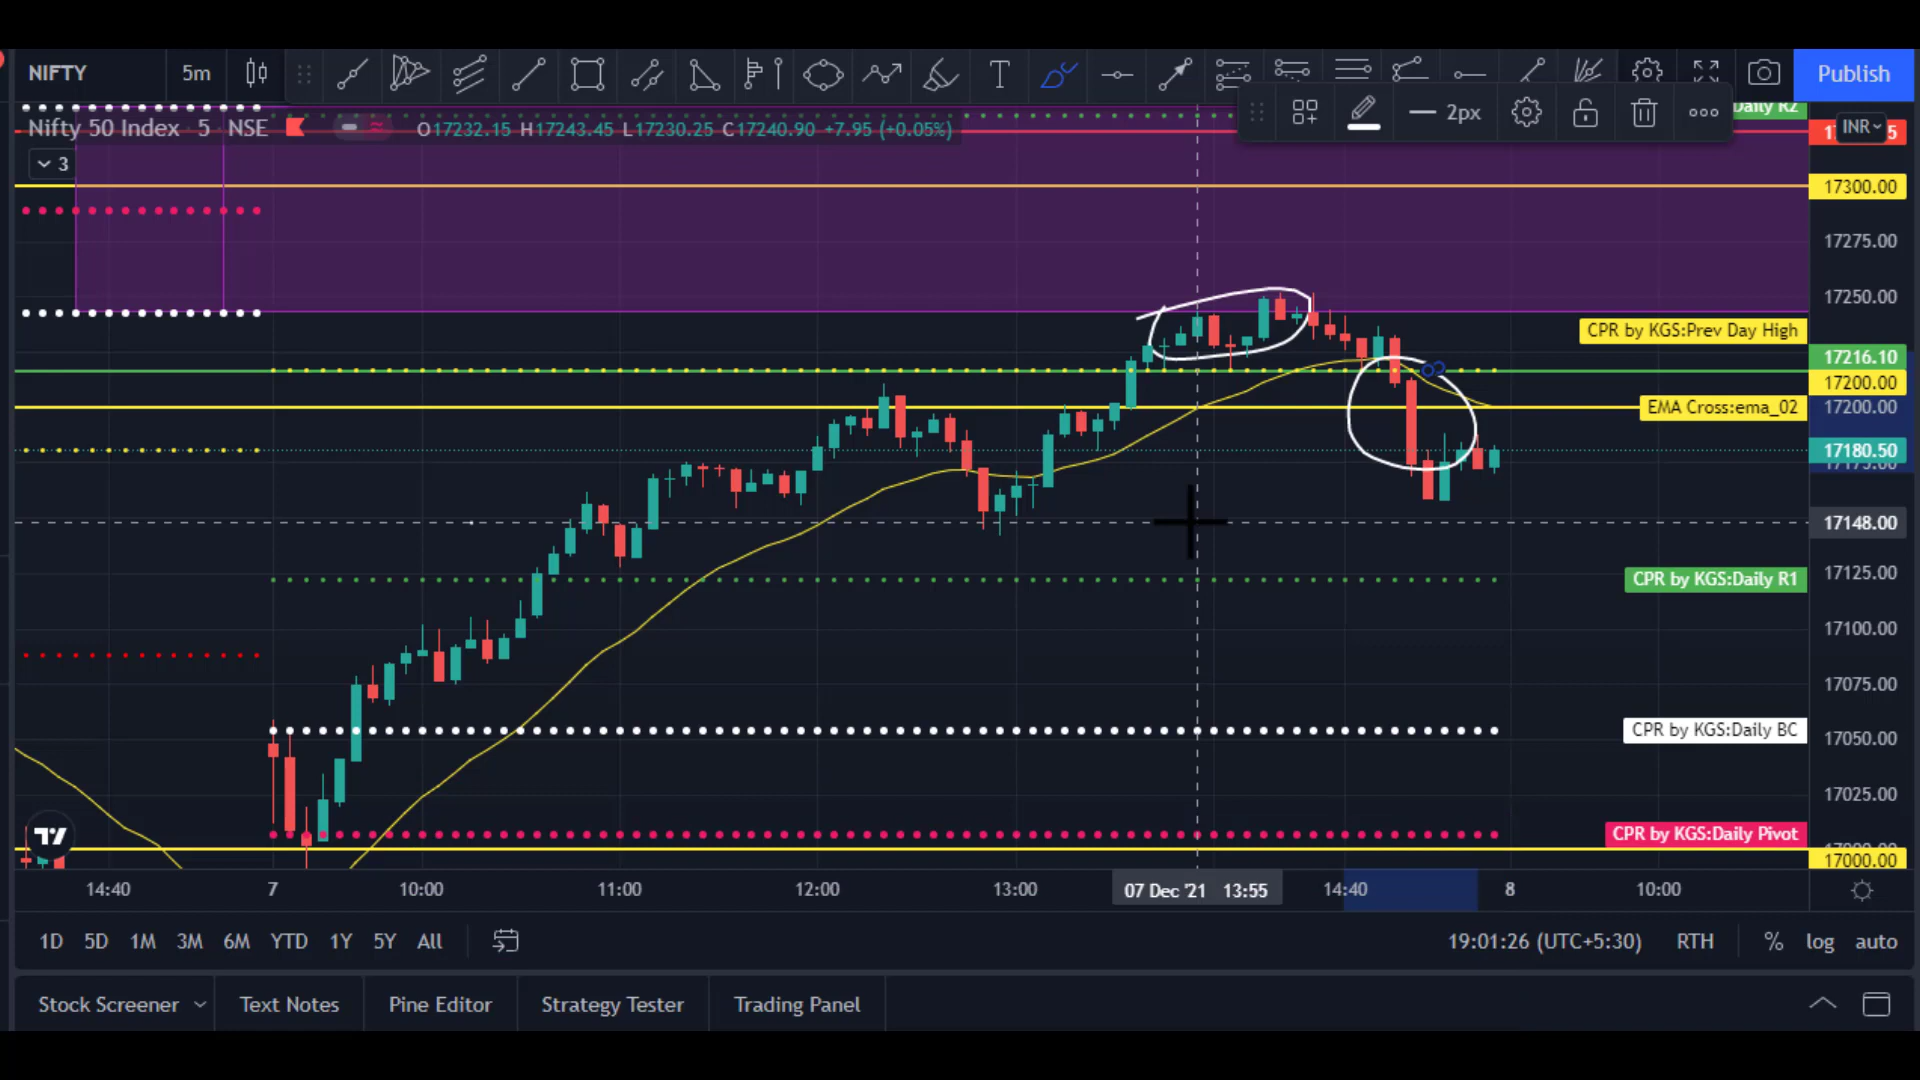 NIFTY 5m Publish
Daily R2
Nifty 50 Index · 5 · NSE O17232.15 H17243.45 L17230.25 C17240.90 +7.95 (+0.05%) 2px INR
3
17300.00
17275.00
17250.00
CPR by KGS:Prev Day High
17216.10
17200.00
EMA Cross:ema_02 17200.00
17180.50
17175.00
17148.00
CPR by KGS:Daily R1 17125.00
17100.00
17075.00
CPR by KGS:Daily BC 17050.00
17025.00
CPR by KGS:Daily Pivot
17000.00
17000.00
14:40 7 10:00 11:00 12:00 13:00 07 Dec '21 13:55 14:40 8 10:00
1D 5D 1M 3M 6M YTD 1Y 5Y All 19:01:26 (UTC+5:30) RTH % log auto
Stock Screener Text Notes Pine Editor Strategy Tester Trading Panel